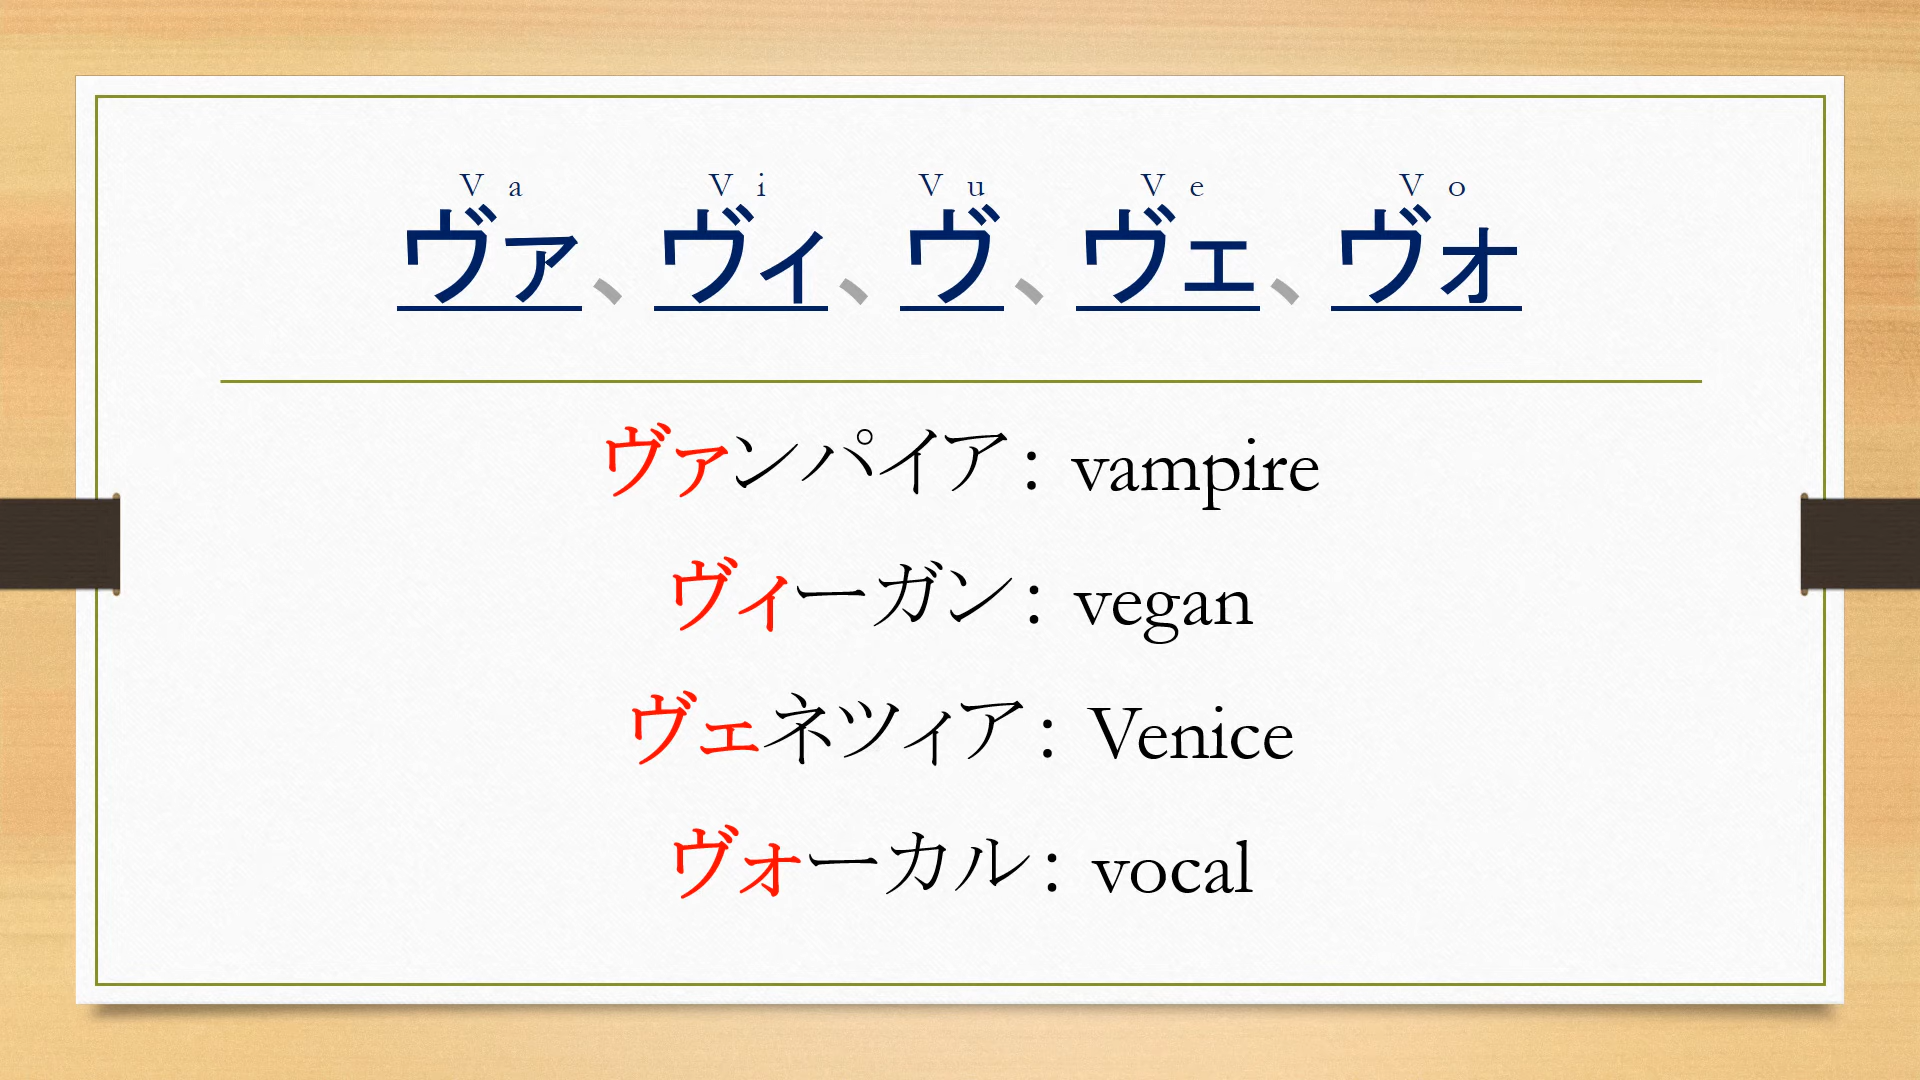 Va Vi Vu Ve Vo
ヴァ、ヴィ、ヴ、ヴェ、ヴォ
ヴァンパイア: vampire
ヴィーガン: vegan
ヴェネツィア: Venice
ヴォーカル: vocal